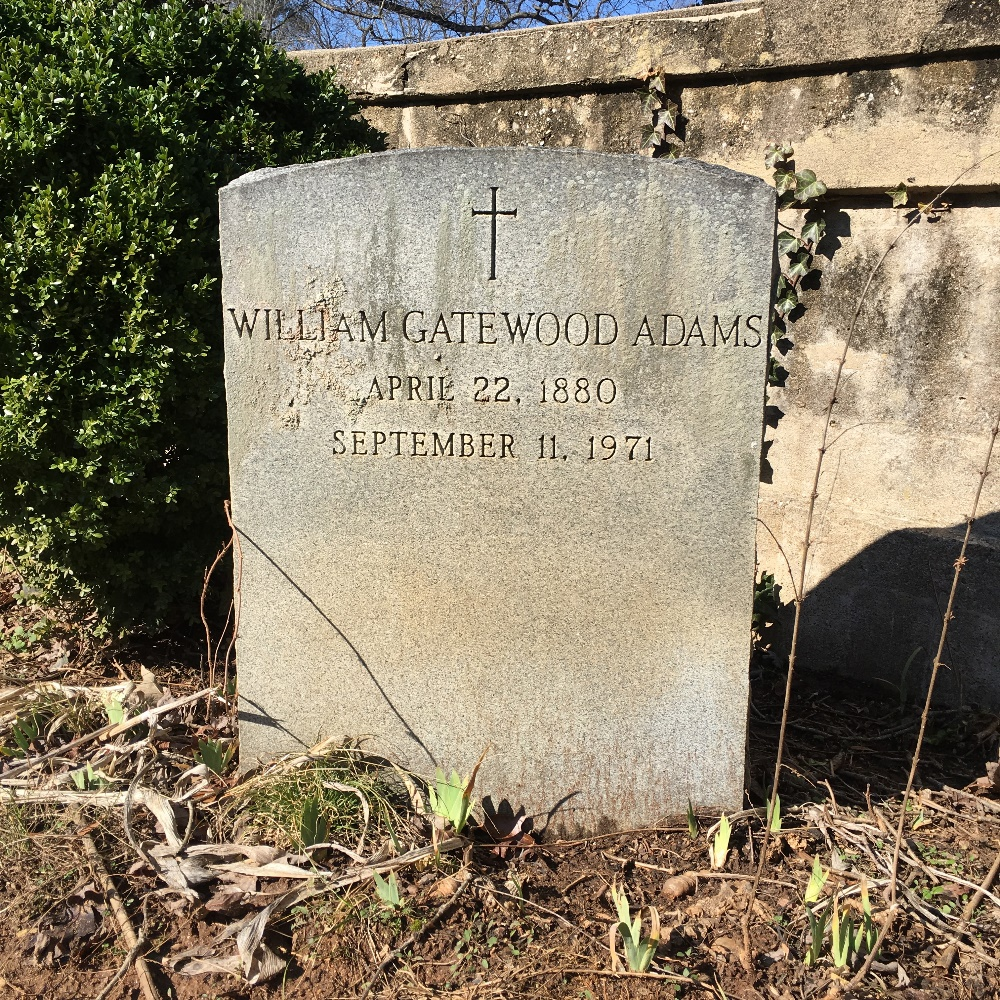 WILLIAM GATEWOOD ADAMS
APRIL 22, 1880
SEPTEMBER 11, 1971